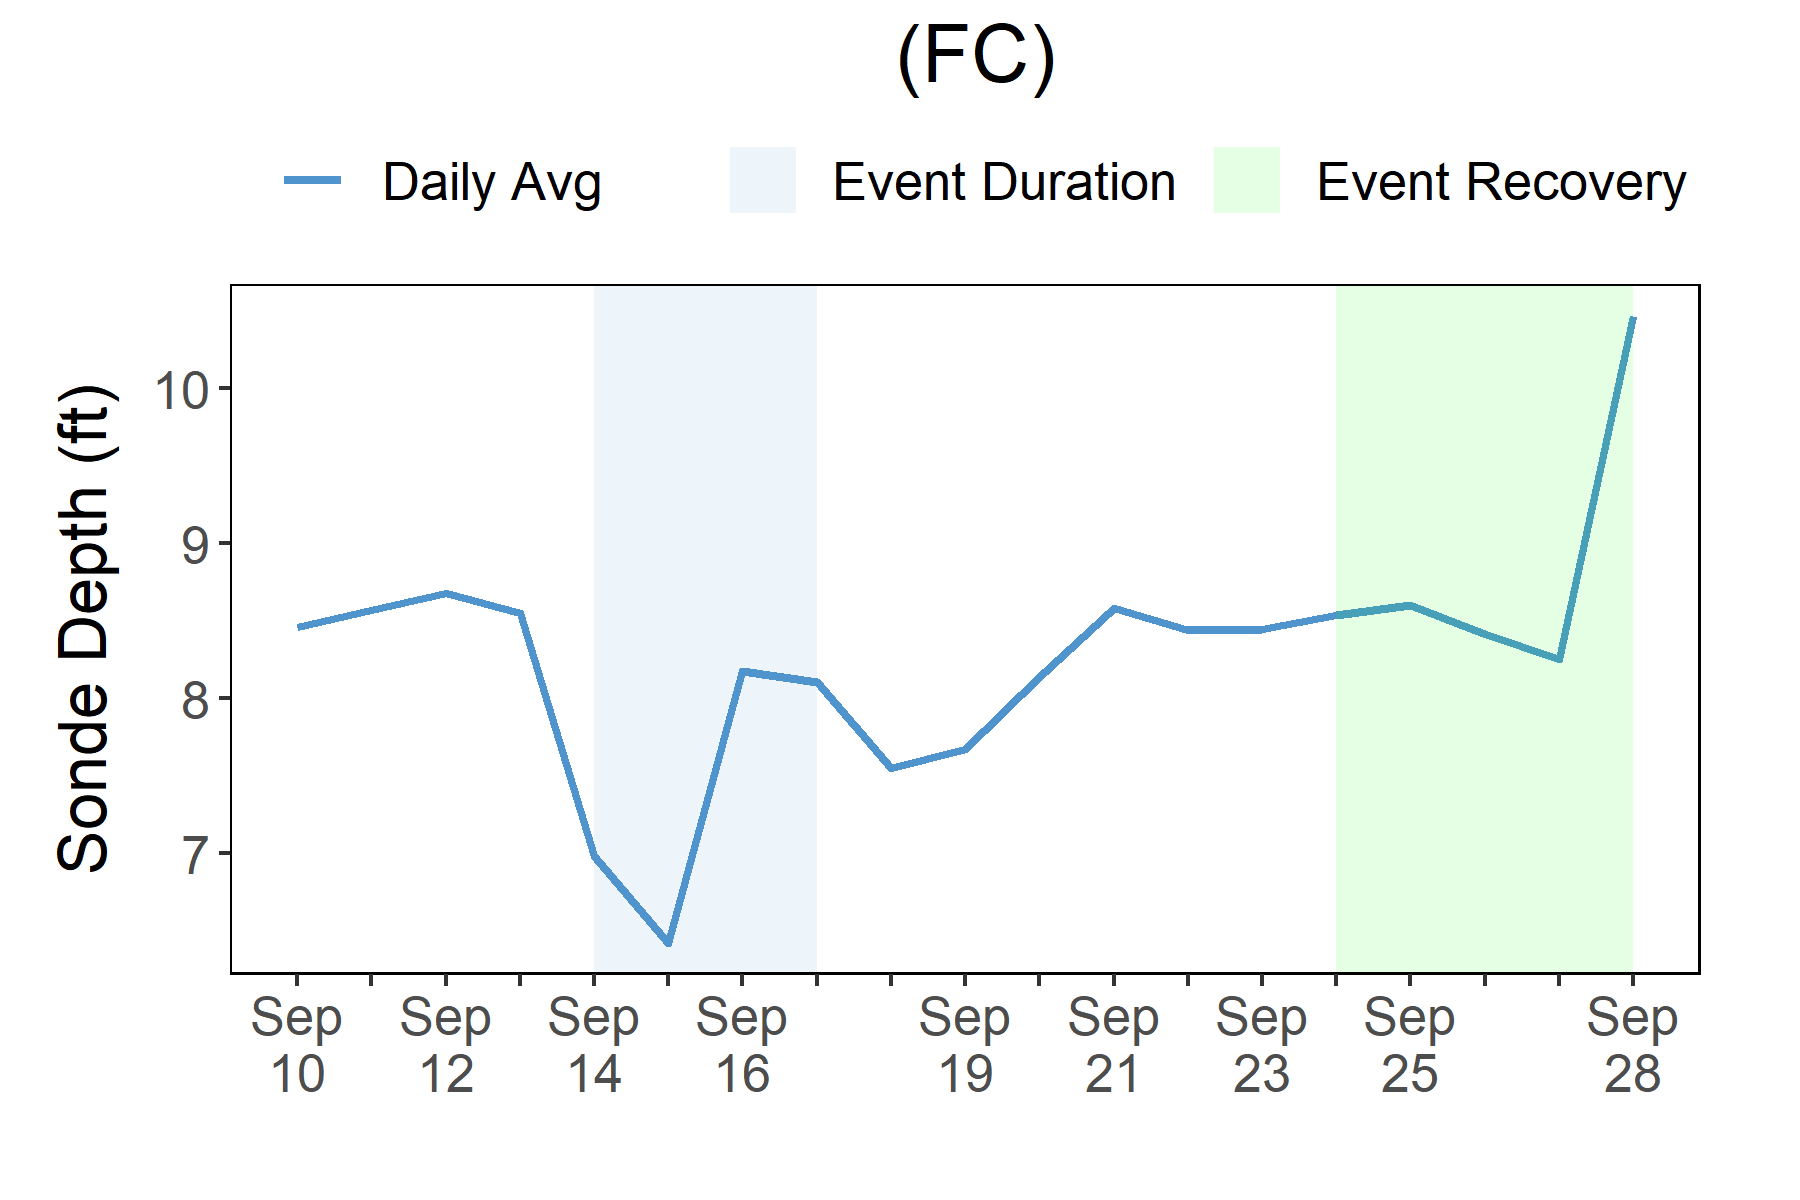 (FC)
Daily Avg
Event Duration
Event Recovery
Sonde Depth (ft)
10
9
8
7
Sep 10
Sep 12
Sep 14
Sep 16
Sep 19
Sep 21
Sep 23
Sep 25
Sep 28